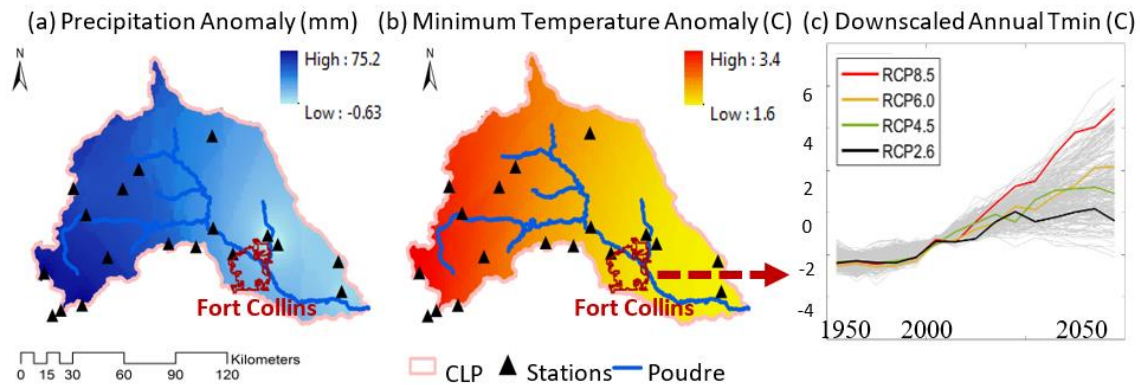 (a) Precipitation Anomaly (mm)
(b) Minimum Temperature Anomaly (C)
(c) Downscaled Annual Tmin (C)
N
High : 75.2
Low : -0.63
Fort Collins
N
High : 3.4
Low : 1.6
Fort Collins
RCP8.5
RCP6.0
RCP4.5
RCP2.6
6
4
2
0
-2
-4
1950 2000 2050
Kilometers
0 15 30 60 90 120
CLP Stations Poudre